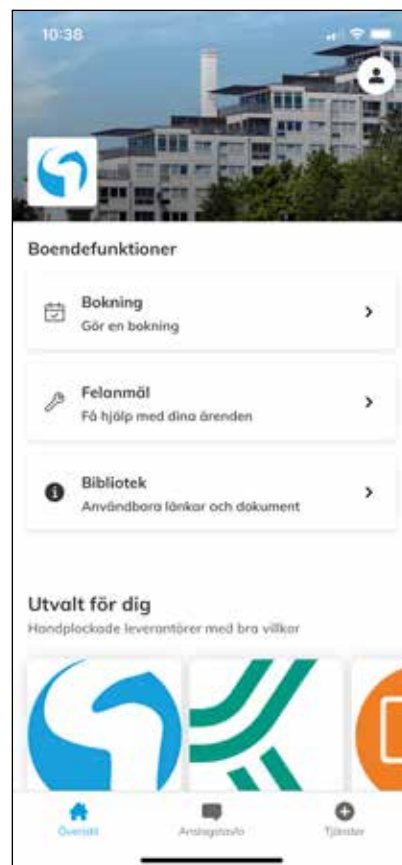 10:38
Boendefunktioner
Bokning
Gör en bokning
Felanmäl
Få hjälp med dina ärenden
Bibliotek
Användbara länkar och dokument
Utvalt för dig
Handplockade leverantörer med bra villkor
Översikt
Anslagstavla
Tjänster